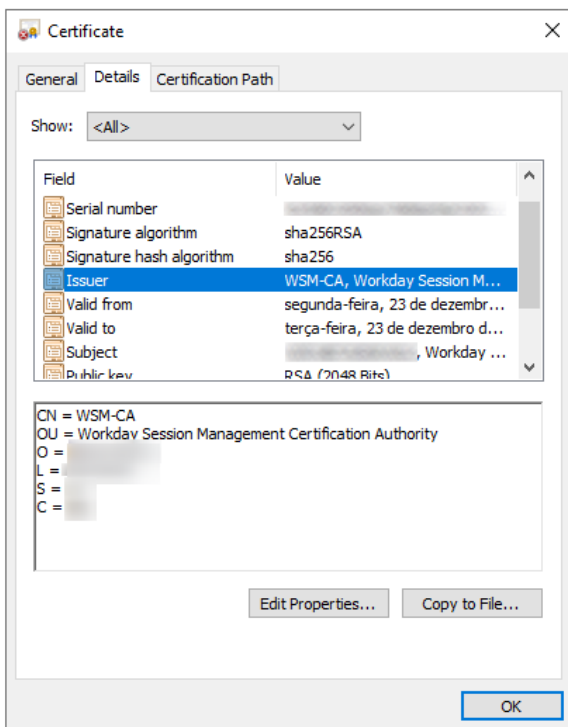 Certificate
General Details Certification Path
Show: <All>
Field Value
Serial number
Signature algorithm sha256RSA
Signature hash algorithm sha256
Issuer WSM-CA, Workday Session M...
Valid from segunda-feira, 23 de dezembr...
Valid to terça-feira, 23 de dezembro d...
Subject , Workday ...
Public key RSA (2048 Bits)
CN = WSM-CA
OU = Workday Session Management Certification Authority
O =
L =
S =
C =
Edit Properties... Copy to File...
OK